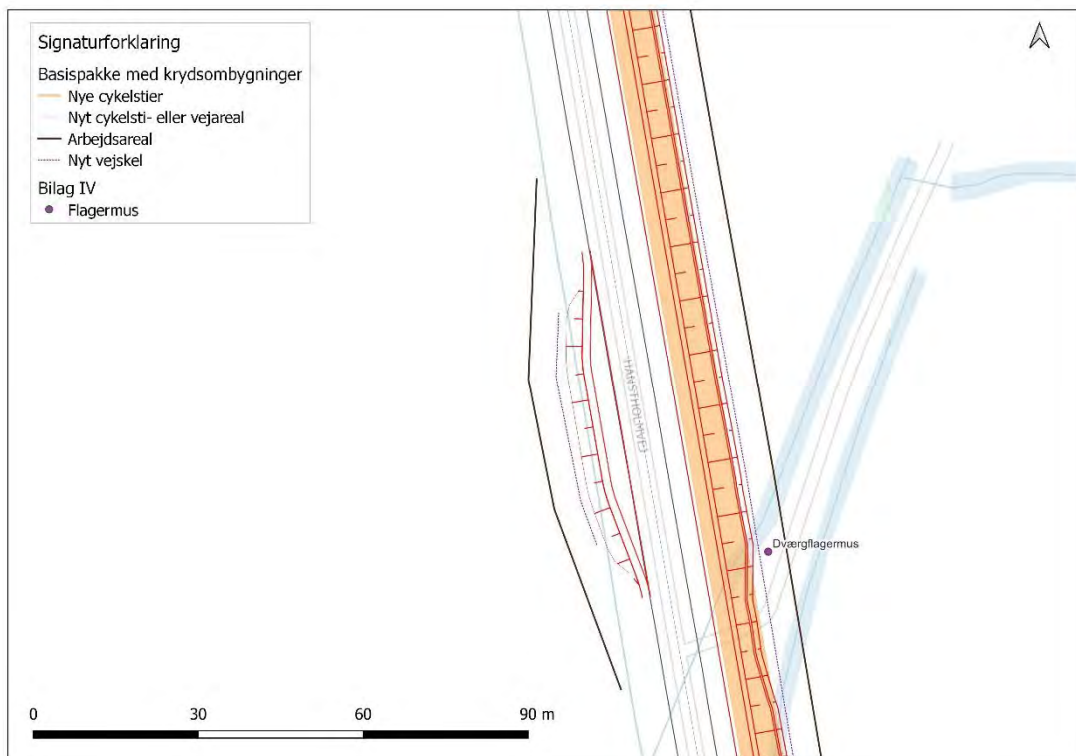 Signaturforklaring
Basispakke med krydsombygninger
Nye cykelstier
Nyt cykelsti- eller vejareal
Arbejdsareal
Nyt vejskel
Bilag IV
Flagermus
HANSTHOLMVEJ
Dværgflagermus
0 30 60 90 m